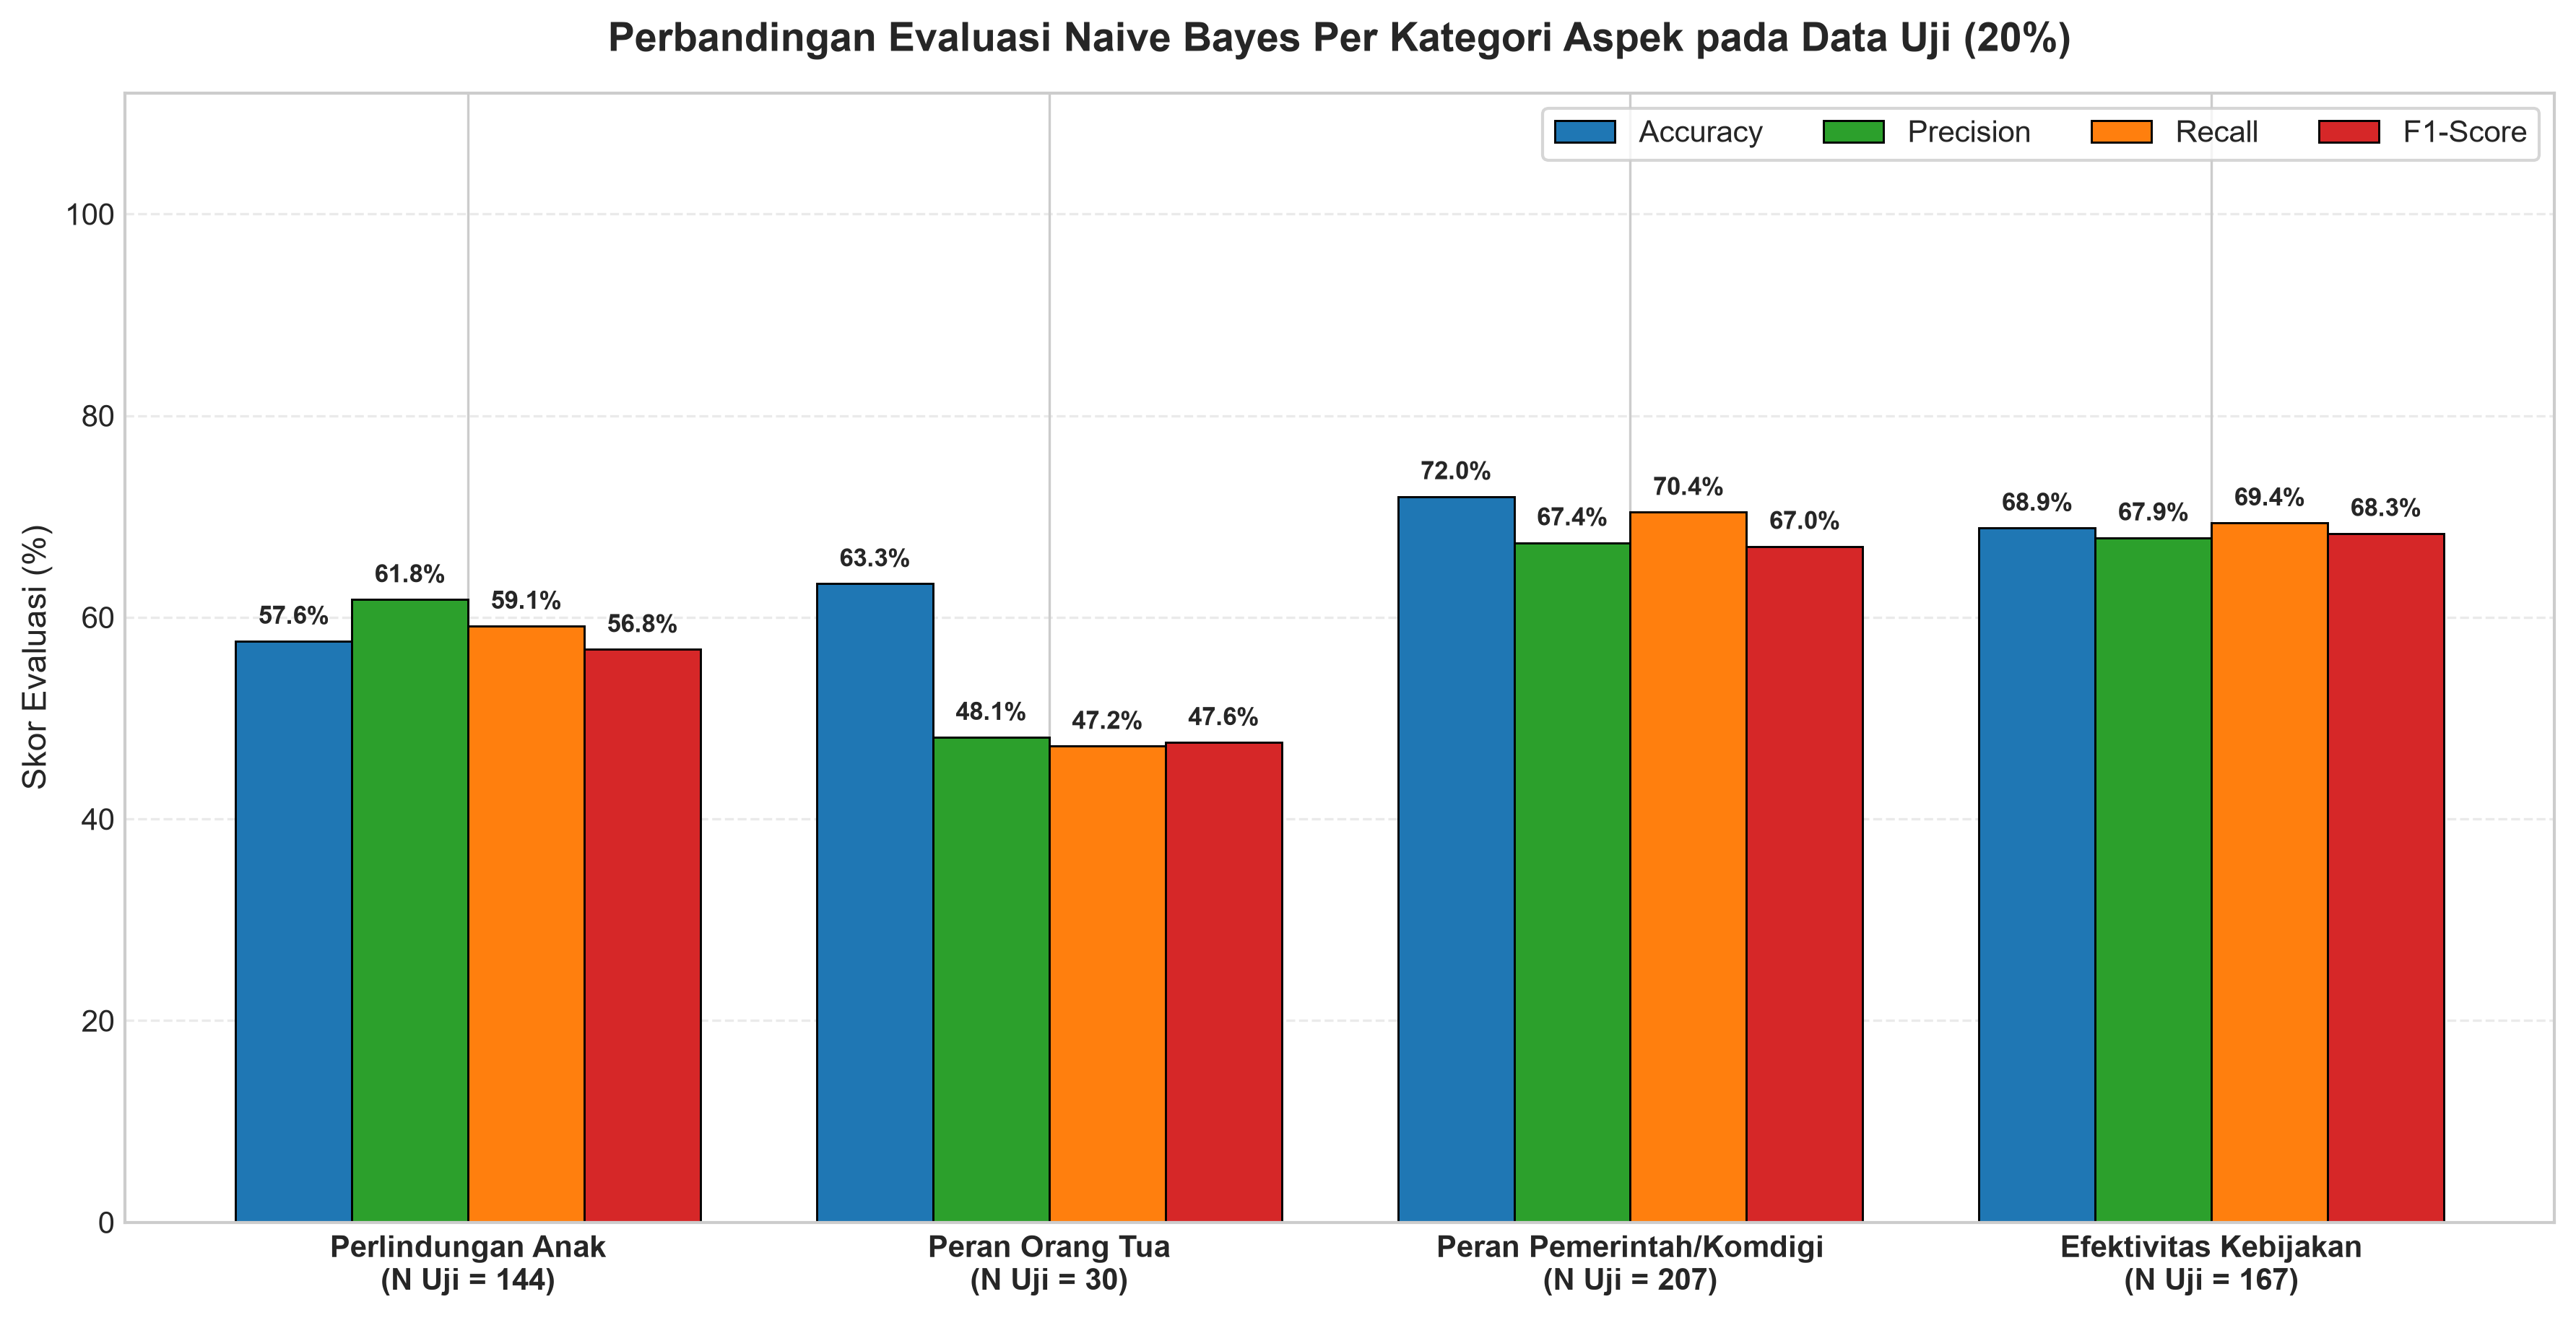 Perbandingan Evaluasi Naive Bayes Per Kategori Aspek pada Data Uji (20%)
Accuracy Precision Recall F1-Score
Skor Evaluasi (%)
100
80
60
40
20
0
57.6% 61.8% 59.1% 56.8%
63.3% 48.1% 47.2% 47.6%
72.0% 67.4% 70.4% 67.0%
68.9% 67.9% 69.4% 68.3%
Perlindungan Anak
(N Uji = 144)
Peran Orang Tua
(N Uji = 30)
Peran Pemerintah/Komdigi
(N Uji = 207)
Efektivitas Kebijakan
(N Uji = 167)